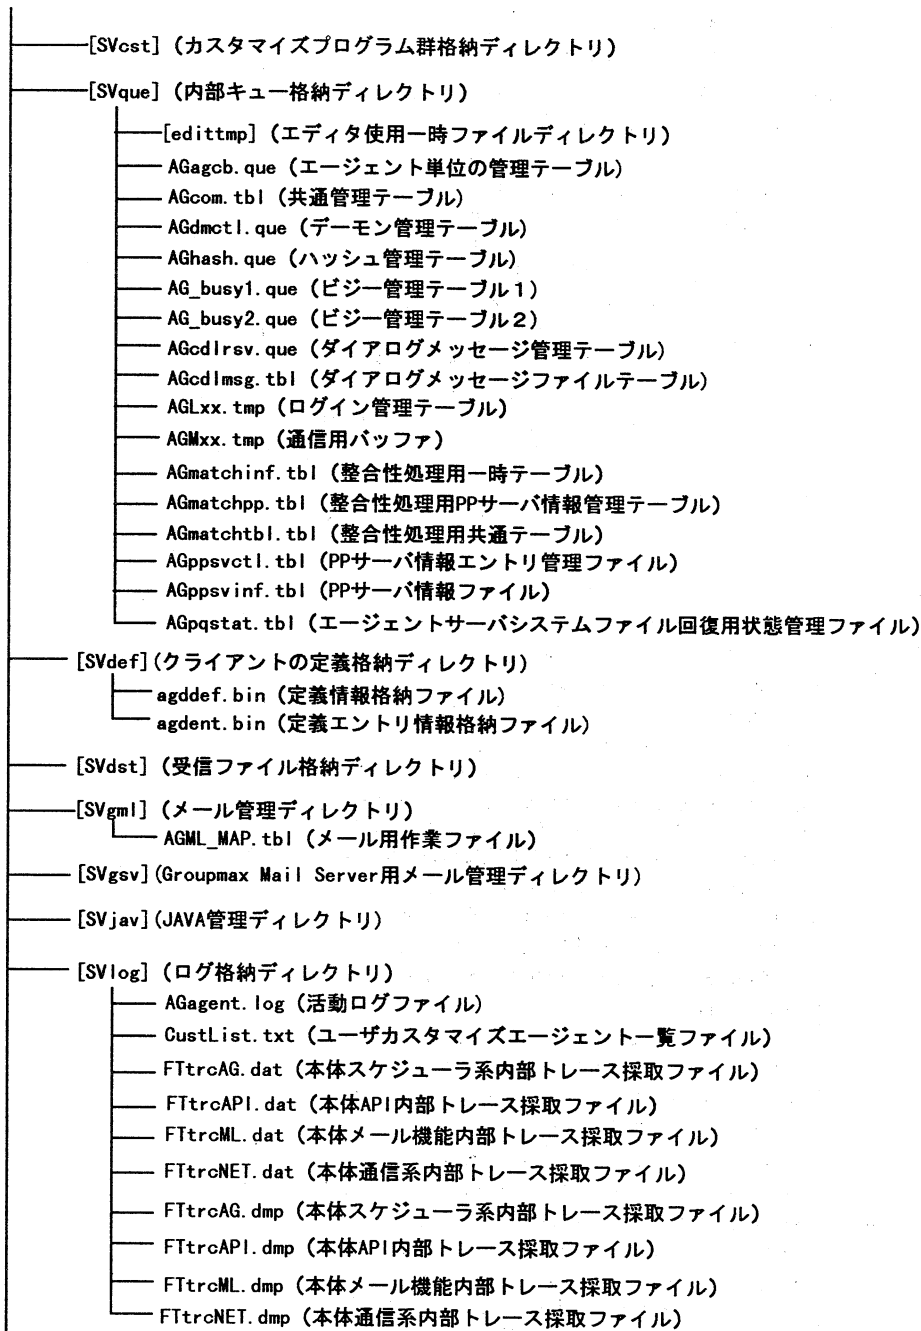 [SVcst] (カスタマイズプログラム群格納ディレクトリ)
[SVque] (内部キュー格納ディレクトリ)
[edittmp] (エディタ使用一時ファイルディレクトリ)
AGagcb.que (エージェント単位の管理テーブル)
AGcom.tbl (共通管理テーブル)
AGdmctl.que (デーモン管理テーブル)
AGhash.que (ハッシュ管理テーブル)
AG_busy1.que (ビジー管理テーブル1)
AG_busy2.que (ビジー管理テーブル2)
AGcdlrsv.que (ダイアログメッセージ管理テーブル)
AGcdlmsg.tbl (ダイアログメッセージファイルテーブル)
AGLxx.tmp (ログイン管理テーブル)
AGMxx.tmp (通信用バッファ)
AGmatchinf.tbl (整合性処理用一時テーブル)
AGmatchpp.tbl (整合性処理用PPサーバ情報管理テーブル)
AGmatchtbl.tbl (整合性処理用共通テーブル)
AGppsvctl.tbl (PPサーバ情報エントリ管理ファイル)
AGppsvinf.tbl (PPサーバ情報ファイル)
AGpqstat.tbl (エージェントサーバシステムファイル回復用状態管理ファイル)
[SVdef](クライアントの定義格納ディレクトリ)
agddef.bin (定義情報格納ファイル)
agdent.bin (定義エントリ情報格納ファイル)
[SVdst] (受信ファイル格納ディレクトリ)
[SVgml] (メール管理ディレクトリ)
AGML_MAP.tbl (メール用作業ファイル)
[SVgsv](Groupmax Mail Server用メール管理ディレクトリ)
[SVjav](JAVA管理ディレクトリ)
[SVlog] (ログ格納ディレクトリ)
AGagent.log (活動ログファイル)
CustList.txt (ユーザカスタマイズエージェント一覧ファイル)
FTtrcAG.dat (本体スケジューラ系内部トレース採取ファイル)
FTtrcAPI.dat (本体API内部トレース採取ファイル)
FTtrcML.dat (本体メール機能内部トレース採取ファイル)
FTtrcNET.dat (本体通信系内部トレース採取ファイル)
FTtrcAG.dmp (本体スケジューラ系内部トレース採取ファイル)
FTtrcAPI.dmp (本体API内部トレース採取ファイル)
FTtrcML.dmp (本体メール機能内部トレース採取ファイル)
FTtrcNET.dmp (本体通信系内部トレース採取ファイル)